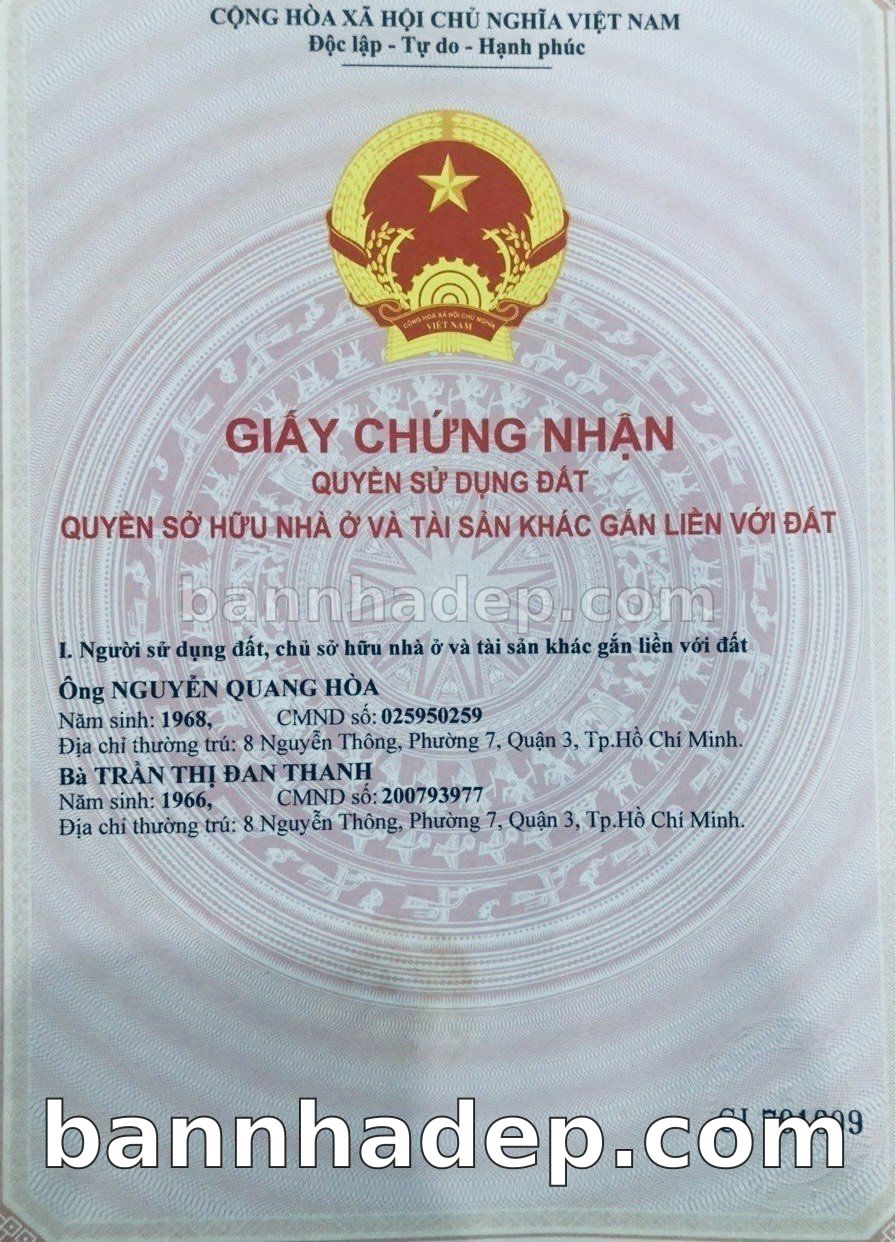 CỘNG HÒA XÃ HỘI CHỦ NGHĨA VIỆT NAM
Độc lập - Tự do - Hạnh phúc
CỘNG HOÀ XÃ HỘI CHỦ NGHĨA
VIỆT NAM
GIẤY CHỨNG NHẬN
QUYỀN SỬ DỤNG ĐẤT
QUYỀN SỞ HỮU NHÀ Ở VÀ TÀI SẢN KHÁC GẮN LIỀN VỚI ĐẤT
bannhadep.com
I. Người sử dụng đất, chủ sở hữu nhà ở và tài sản khác gắn liền với đất
Ông NGUYỄN QUANG HÒA
Năm sinh: 1968, CMND số: 025950259
Địa chỉ thường trú: 8 Nguyễn Thông, Phường 7, Quận 3, Tp.Hồ Chí Minh.
Bà TRẦN THỊ ĐAN THANH
Năm sinh: 1966, CMND số: 200793977
Địa chỉ thường trú: 8 Nguyễn Thông, Phường 7, Quận 3, Tp.Hồ Chí Minh.
bannhadep.com